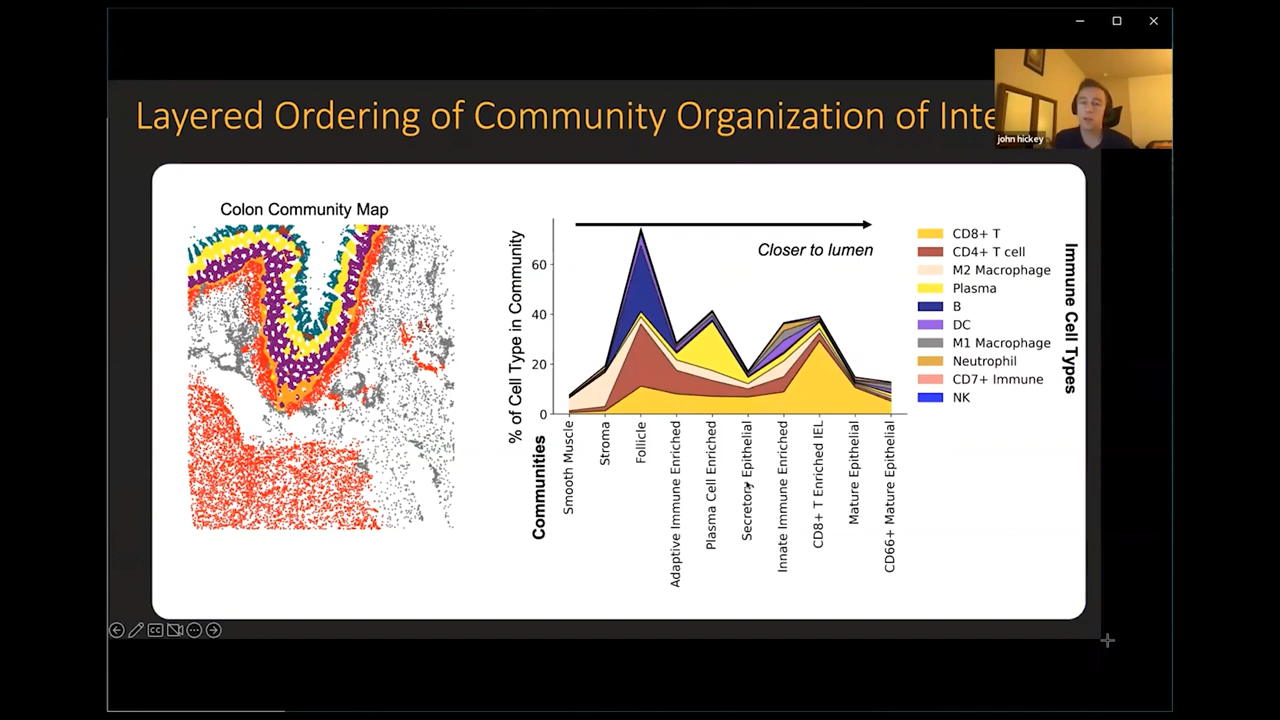 Layered Ordering of Community Organization of Inte
john hickey
Colon Community Map
Closer to lumen
% of Cell Type in Community
60
40
20
0
Communities
Smooth Muscle
Stroma
Follicle
Adaptive Immune Enriched
Plasma Cell Enriched
Secretory Epithelial
Innate Immune Enriched
CD8+ T Enriched IEL
Mature Epithelial
CD66+ Mature Epithelial
CD8+ T
CD4+ T cell
M2 Macrophage
Plasma
B
DC
M1 Macrophage
Neutrophil
CD7+ Immune
NK
Immune Cell Types